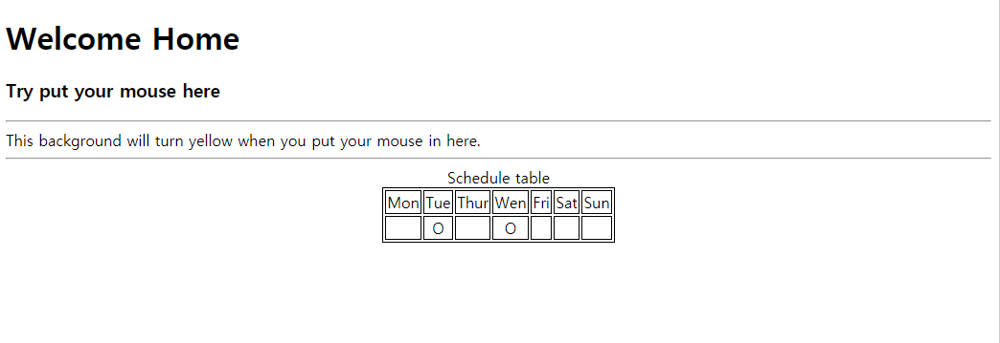 Welcome Home
Try put your mouse here
This background will turn yellow when you put your mouse in here.
Schedule table
Mon Tue Thur Wen Fri Sat Sun
O O